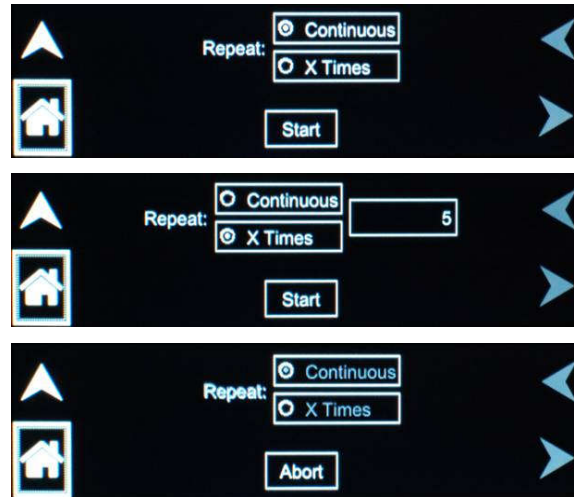 Continuous
Repeat:
X Times
Start
Continuous
5
Repeat:
X Times
Start
Continuous
Repeat:
X Times
Abort